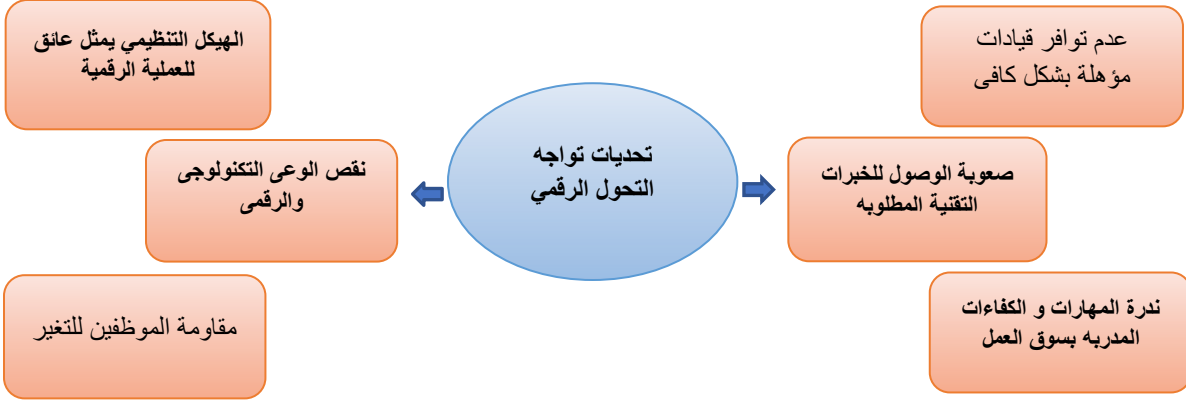 تحديات تواجه
التحول الرقمي
عدم توافر قيادات
مؤهلة بشكل كافى
صعوبة الوصول للخبرات
التقنية المطلوبه
ندرة المهارات و الكفاءات
المدربه بسوق العمل
الهيكل التنظيمي يمثل عائق
للعملية الرقمية
نقص الوعى التكنولوجى
والرقمى
مقاومة الموظفين للتغير